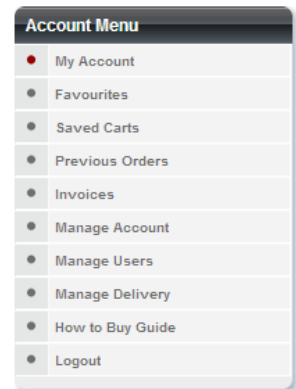 Account Menu
My Account
Favourites
Saved Carts
Previous Orders
Invoices
Manage Account
Manage Users
Manage Delivery
How to Buy Guide
Logout